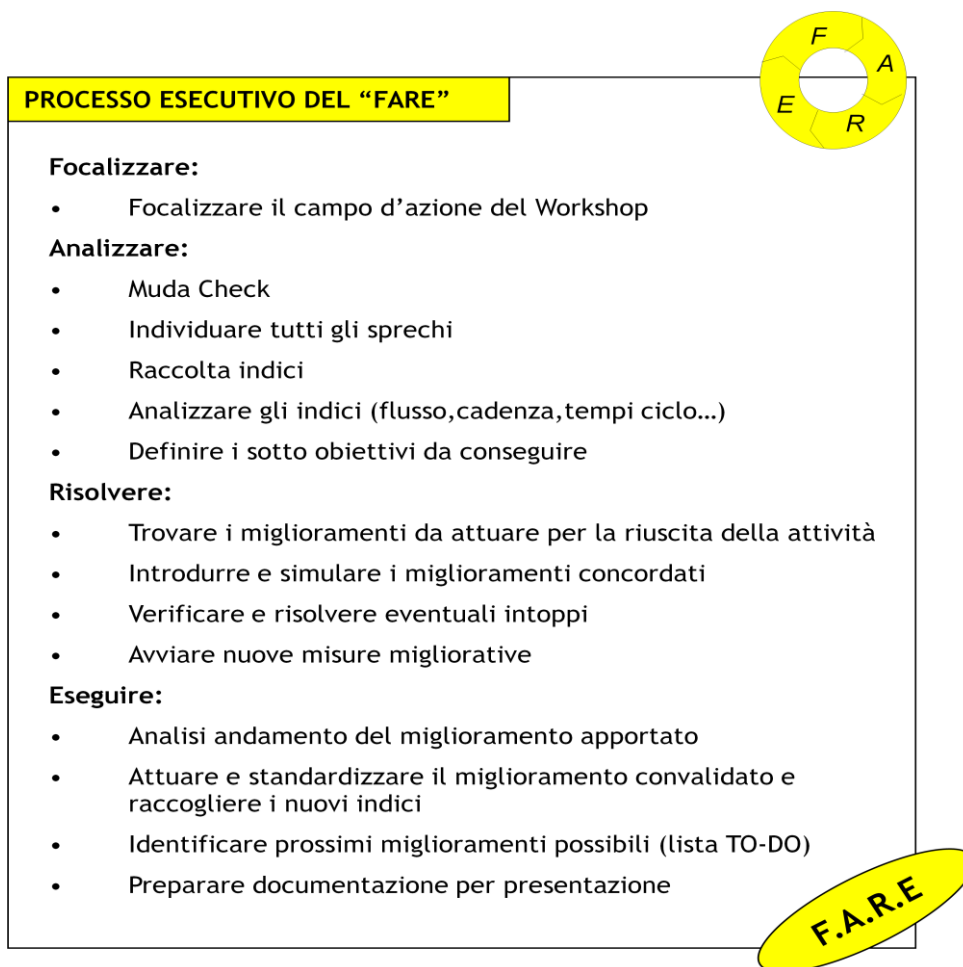 F
A
R
E
PROCESSO ESECUTIVO DEL “FARE”
Focalizzare:
• Focalizzare il campo d’azione del Workshop
Analizzare:
• Muda Check
• Individuare tutti gli sprechi
• Raccolta indici
• Analizzare gli indici (flusso,cadenza,tempi ciclo…)
• Definire i sotto obiettivi da conseguire
Risolvere:
• Trovare i miglioramenti da attuare per la riuscita della attività
• Introdurre e simulare i miglioramenti concordati
• Verificare e risolvere eventuali intoppi
• Avviare nuove misure migliorative
Eseguire:
• Analisi andamento del miglioramento apportato
• Attuare e standardizzare il miglioramento convalidato e
raccogliere i nuovi indici
• Identificare prossimi miglioramenti possibili (lista TO-DO)
• Preparare documentazione per presentazione
F.A.R.E